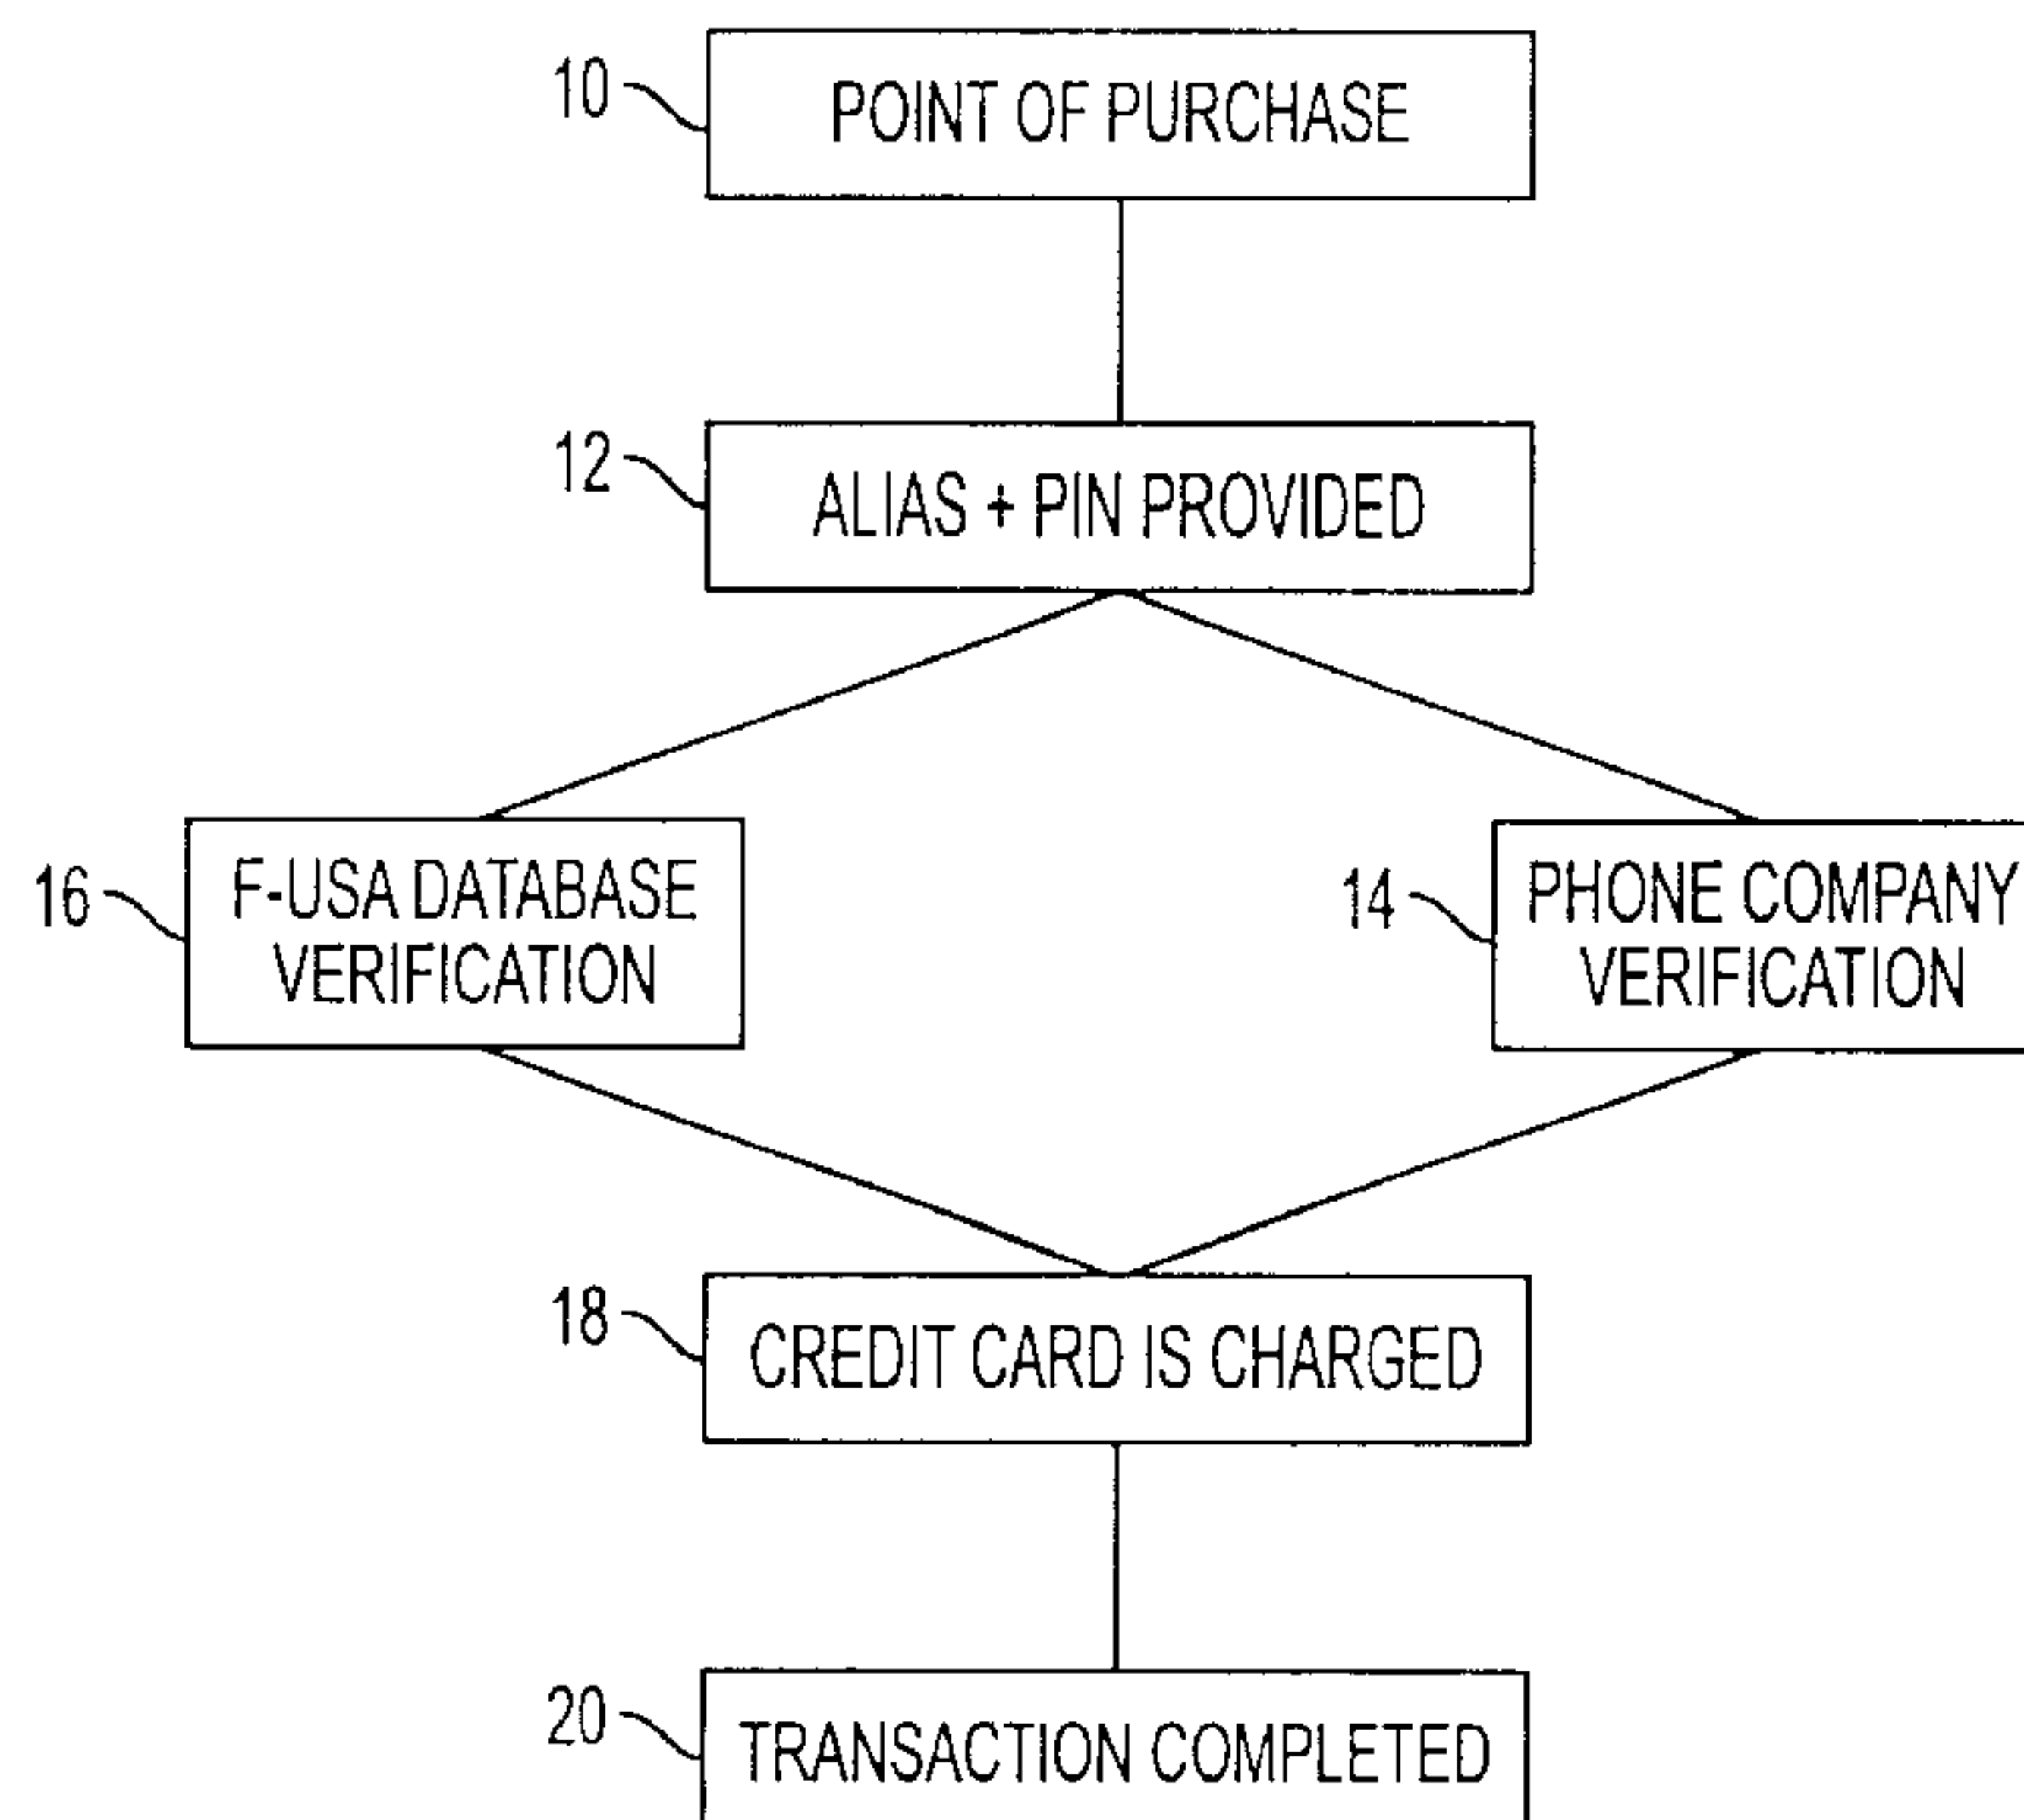 10
POINT OF PURCHASE
12
ALIAS + PIN PROVIDED
16
F-USA DATABASE
VERIFICATION
14
PHONE COMPANY
VERIFICATION
18
CREDIT CARD IS CHARGED
20
TRANSACTION COMPLETED